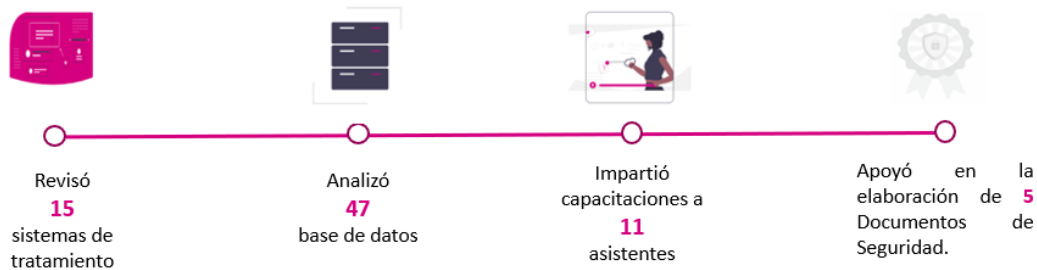 Revisó
15
sistemas de
tratamiento
Analizó
47
base de datos
Impartió
capacitaciones a
11
asistentes
Apoyó en la
elaboración de 5
Documentos de
Seguridad.